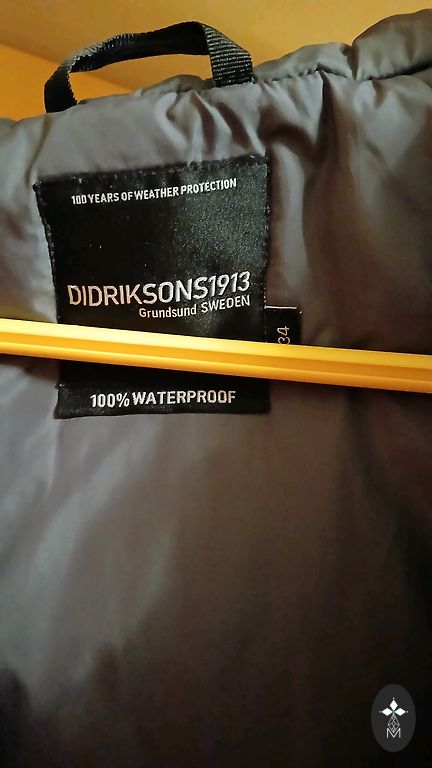 100 YEARS OF WEATHER PROTECTION
DIDRIKSONS1913
Grundsund SWEDEN
34
100% WATERPROOF
M